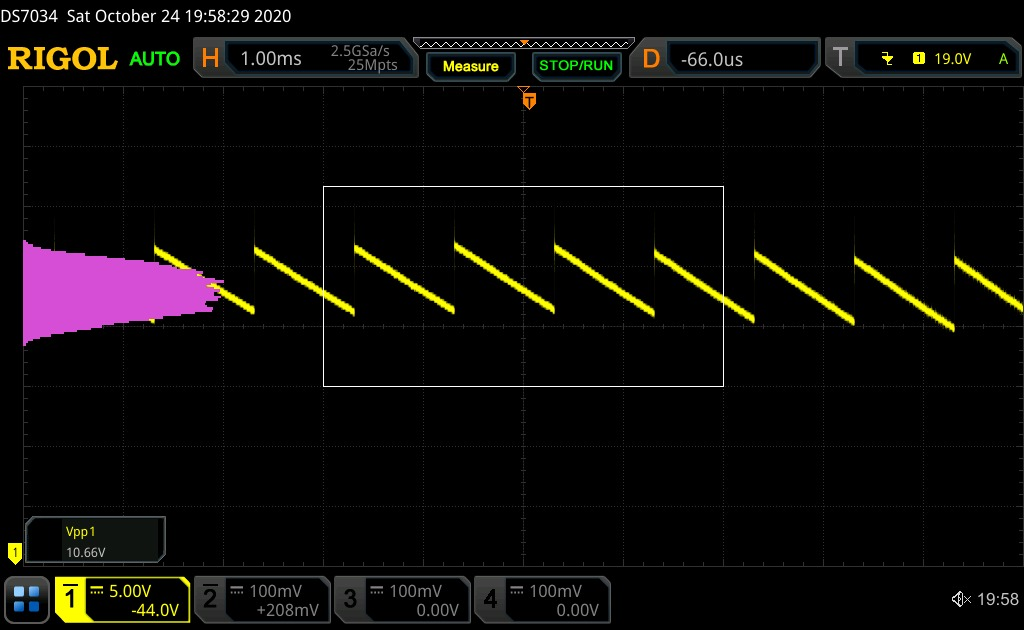 DS7034 Sat October 24 19:58:29 2020
RIGOL AUTO H 1.00ms 2.5GSa/s 25Mpts Measure STOP/RUN D -66.0us T 1 19.0V A
T
Vpp1
10.66V
1
1 5.00V -44.0V 2 100mV +208mV 3 100mV 0.00V 4 100mV 0.00V 19:58